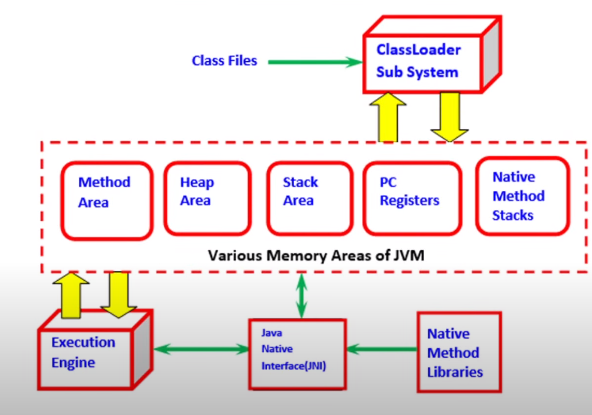 Class Files
ClassLoader
Sub System
Method
Area
Heap
Area
Stack
Area
PC
Registers
Native
Method
Stacks
Various Memory Areas of JVM
Execution
Engine
Java
Native
Interface(JNI)
Native
Method
Libraries